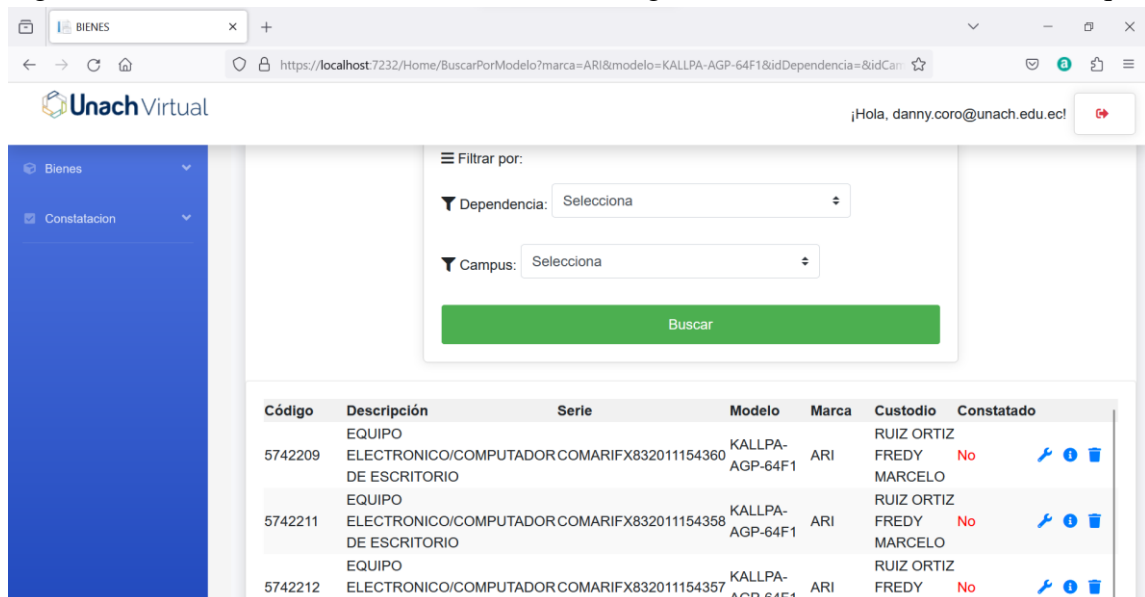 BIENES
https://localhost:7232/Home/BuscarPorModelo?marca=ARI&modelo=KALLPA-AGP-64F1&idDependencia=&idCam
Unach Virtual
¡Hola, danny.coro@unach.edu.ec!
Bienes
Constatacion
Filtrar por:
Dependencia: Selecciona
Campus: Selecciona
Buscar
Código Descripción Serie Modelo Marca Custodio Constatado
5742209 EQUIPO ELECTRONICO/COMPUTADOR DE ESCRITORIO COMARIFX832011154360 KALLPA-AGP-64F1 ARI RUIZ ORTIZ FREDY MARCELO No
5742211 EQUIPO ELECTRONICO/COMPUTADOR DE ESCRITORIO COMARIFX832011154358 KALLPA-AGP-64F1 ARI RUIZ ORTIZ FREDY MARCELO No
5742212 EQUIPO ELECTRONICO/COMPUTADOR COMARIFX832011154357 KALLPA-AGP-64F1 ARI RUIZ ORTIZ FREDY No